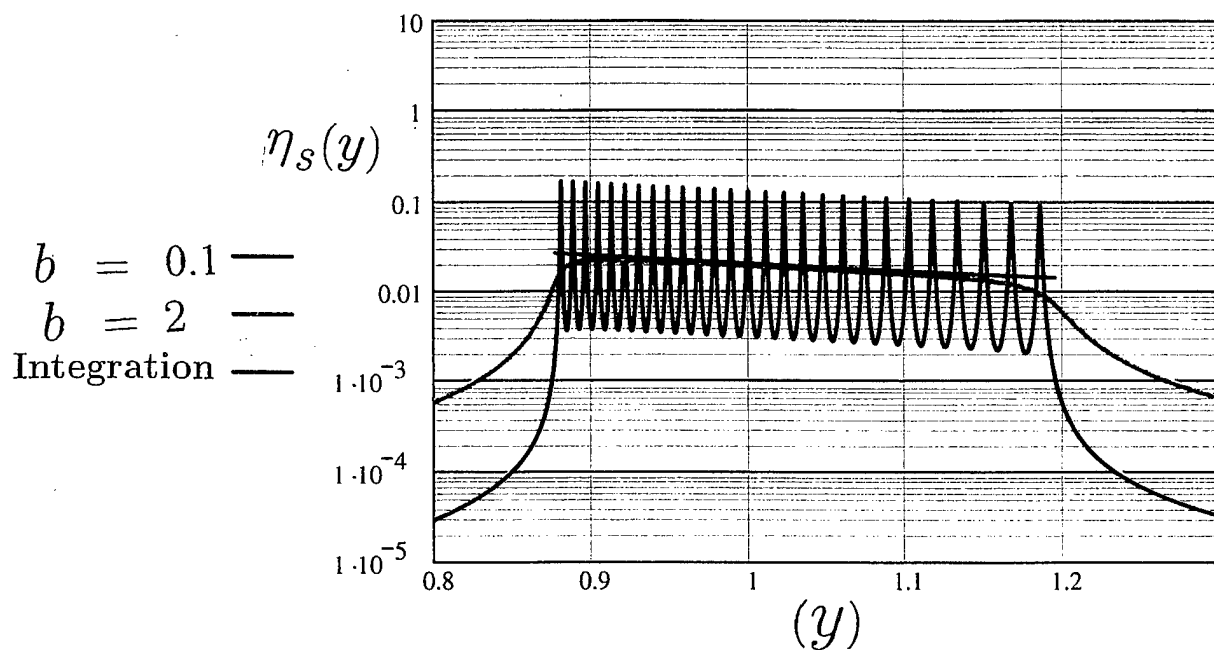 10
1
η_s(y)
0.1
b = 0.1
0.01
b = 2
Integration
1·10⁻³
1·10⁻⁴
1·10⁻⁵
0.8 0.9 1 1.1 1.2
(y)